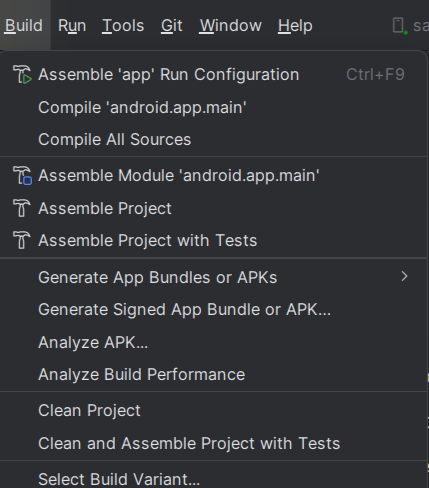 Build Run Tools Git Window Help sa
Assemble 'app' Run Configuration Ctrl+F9
Compile 'android.app.main'
Compile All Sources
Assemble Module 'android.app.main'
Assemble Project
Assemble Project with Tests
Generate App Bundles or APKs
Generate Signed App Bundle or APK...
Analyze APK...
Analyze Build Performance
Clean Project
Clean and Assemble Project with Tests
Select Build Variant...